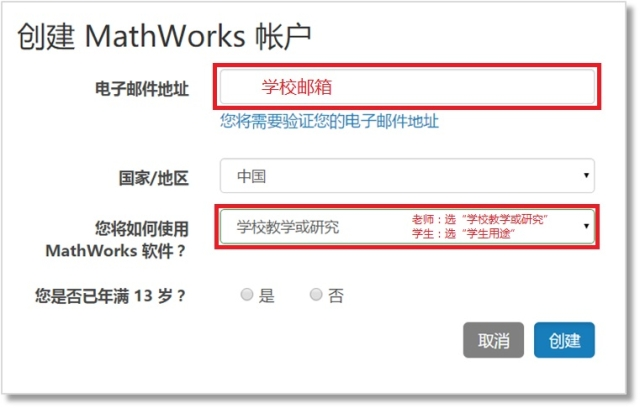 创建 MathWorks 帐户
电子邮件地址
学校邮箱
您将需要验证您的电子邮件地址
国家/地区
中国
您将如何使用
MathWorks 软件？
学校教学或研究
老师：选“学校教学或研究”
学生：选“学生用途”
您是否已年满 13 岁？
是
否
取消
创建